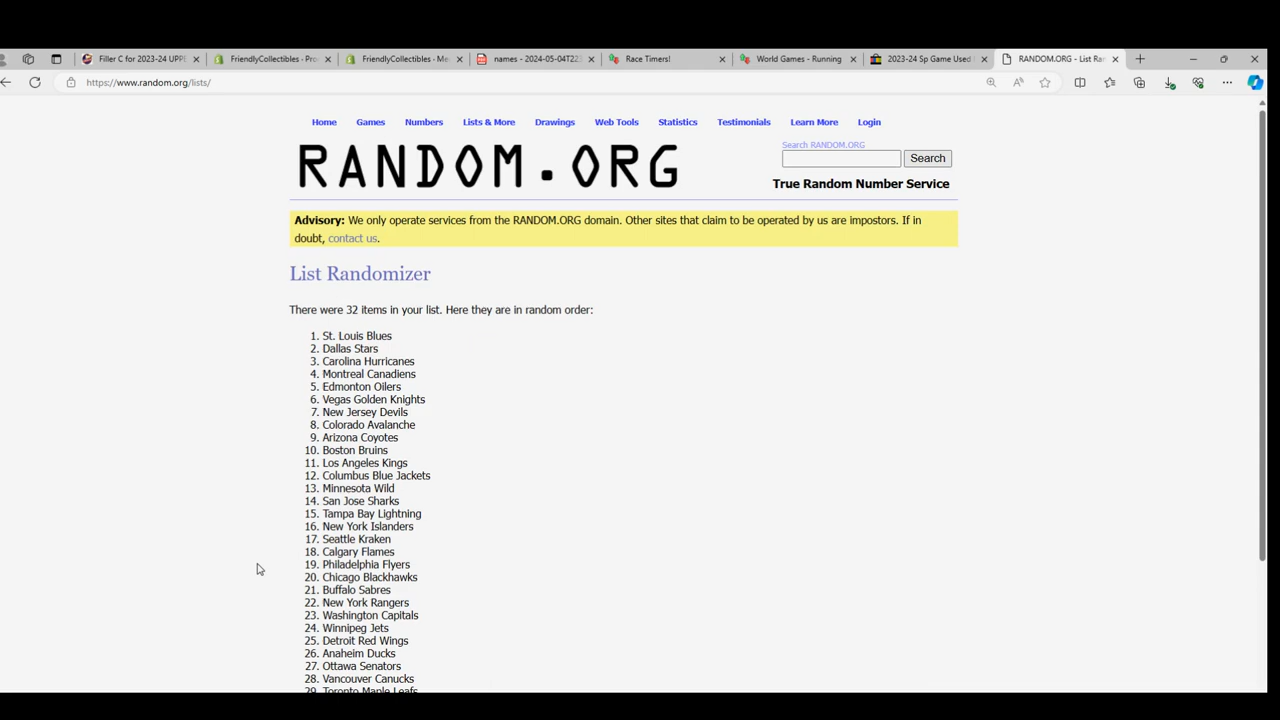 Filler C for 2023-24 UPPE
FriendlyCollectibles - Pro
FriendlyCollectibles - Me
names - 2024-05-04T22
Race Timers!
World Games - Running
2023-24 Sp Game Used
RANDOM.ORG - List Ran
https://www.random.org/lists/
Home Games Numbers Lists & More Drawings Web Tools Statistics Testimonials Learn More Login
RANDOM.ORG
Search RANDOM.ORG
Search
True Random Number Service
Advisory: We only operate services from the RANDOM.ORG domain. Other sites that claim to be operated by us are impostors. If in
doubt, contact us.
List Randomizer
There were 32 items in your list. Here they are in random order:
1. St. Louis Blues
2. Dallas Stars
3. Carolina Hurricanes
4. Montreal Canadiens
5. Edmonton Oilers
6. Vegas Golden Knights
7. New Jersey Devils
8. Colorado Avalanche
9. Arizona Coyotes
10. Boston Bruins
11. Los Angeles Kings
12. Columbus Blue Jackets
13. Minnesota Wild
14. San Jose Sharks
15. Tampa Bay Lightning
16. New York Islanders
17. Seattle Kraken
18. Calgary Flames
19. Philadelphia Flyers
20. Chicago Blackhawks
21. Buffalo Sabres
22. New York Rangers
23. Washington Capitals
24. Winnipeg Jets
25. Detroit Red Wings
26. Anaheim Ducks
27. Ottawa Senators
28. Vancouver Canucks
29. Toronto Maple Leafs